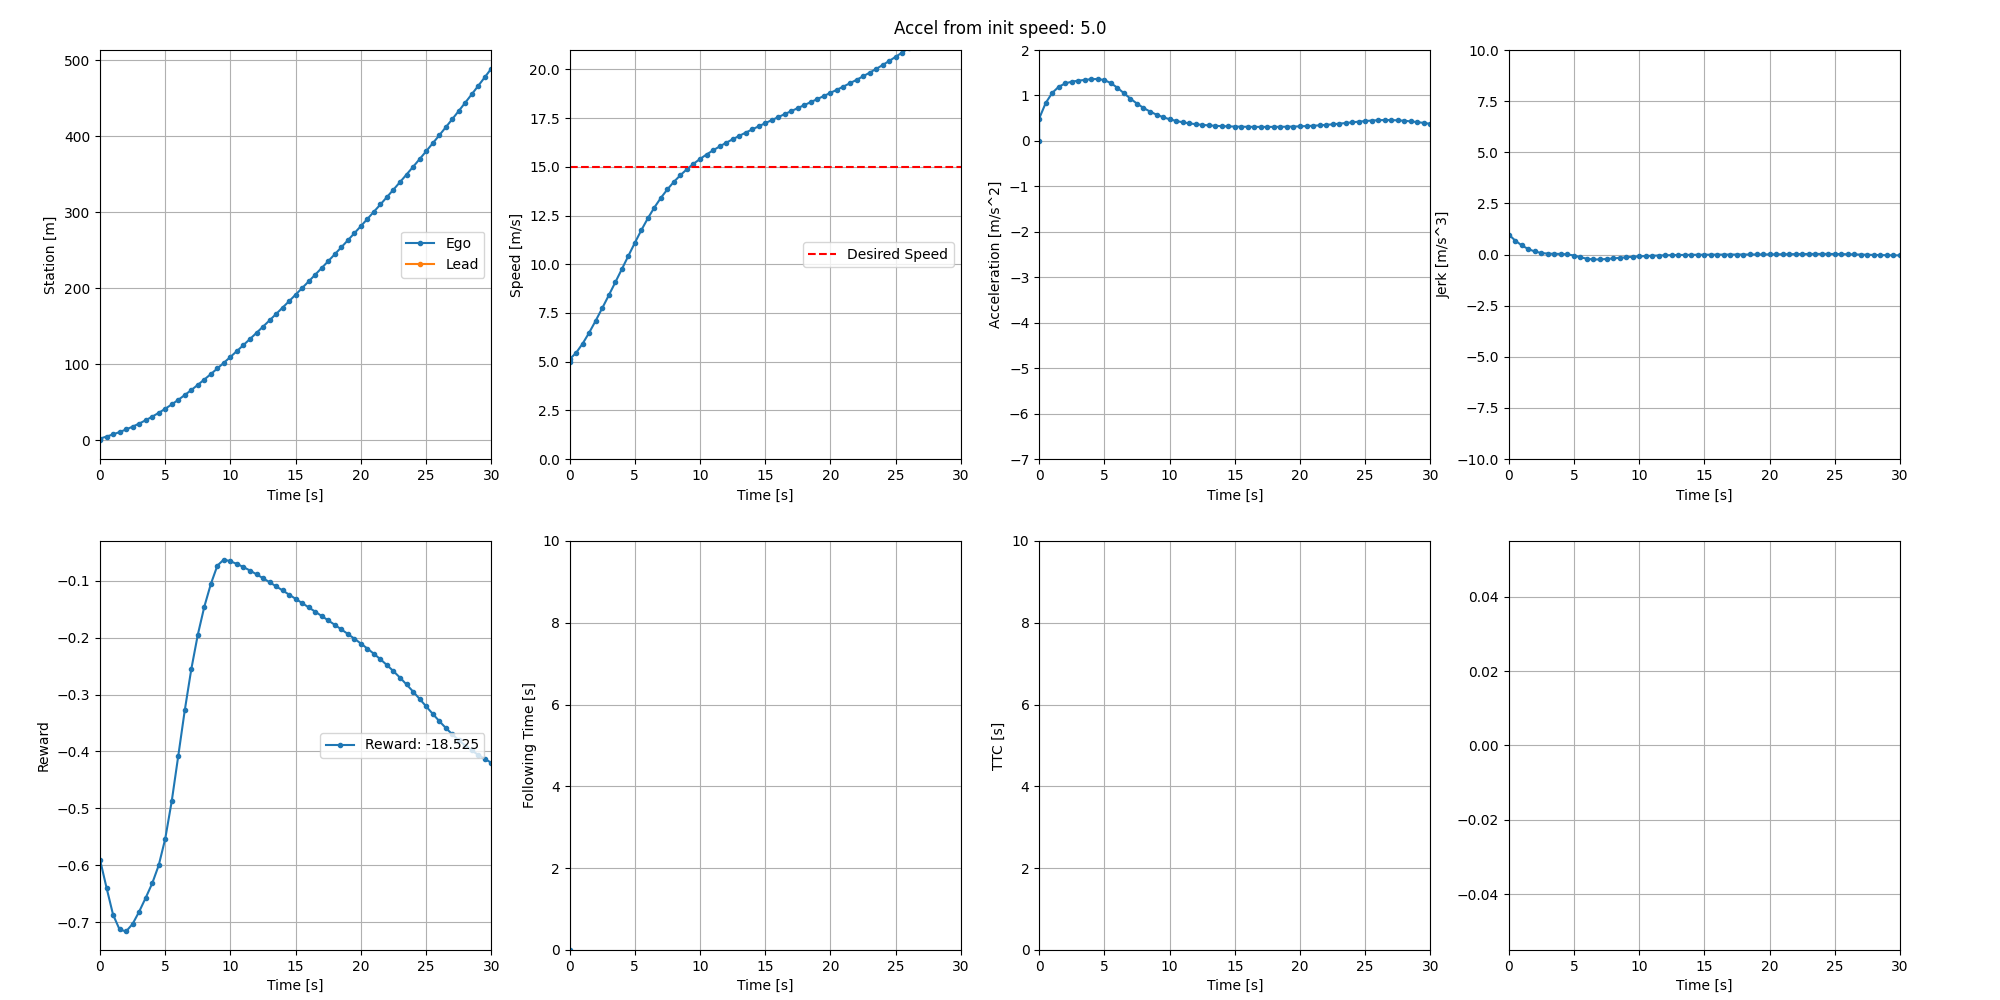 Accel from init speed: 5.0
500
400
300
200
100
0
Station [m]
Ego
Lead
0 5 10 15 20 25 30
Time [s]
20.0
17.5
15.0
12.5
10.0
7.5
5.0
2.5
0.0
Speed [m/s]
Desired Speed
0 5 10 15 20 25 30
Time [s]
2
1
0
−1
−2
−3
−4
−5
−6
−7
Acceleration [m/s^2]
0 5 10 15 20 25 30
Time [s]
10.0
7.5
5.0
2.5
0.0
−2.5
−5.0
−7.5
−10.0
Jerk [m/s^3]
0 5 10 15 20 25 30
Time [s]
−0.1
−0.2
−0.3
−0.4
−0.5
−0.6
−0.7
Reward
Reward: -18.525
0 5 10 15 20 25 30
Time [s]
10
8
6
4
2
0
Following Time [s]
0 5 10 15 20 25 30
Time [s]
10
8
6
4
2
0
TTC [s]
0 5 10 15 20 25 30
Time [s]
0.04
0.02
0.00
−0.02
−0.04
0 5 10 15 20 25 30
Time [s]